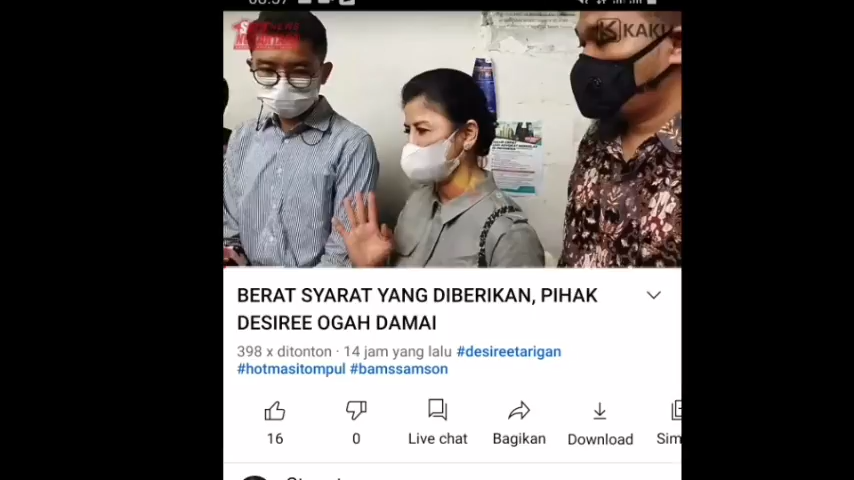 KAKU
BERAT SYARAT YANG DIBERIKAN, PIHAK
DESIREE OGAH DAMAI
398 x ditonton · 14 jam yang lalu #desireetarigan
#hotmasitompul #bamssamson
16
0
Live chat
Bagikan
Download
Sim